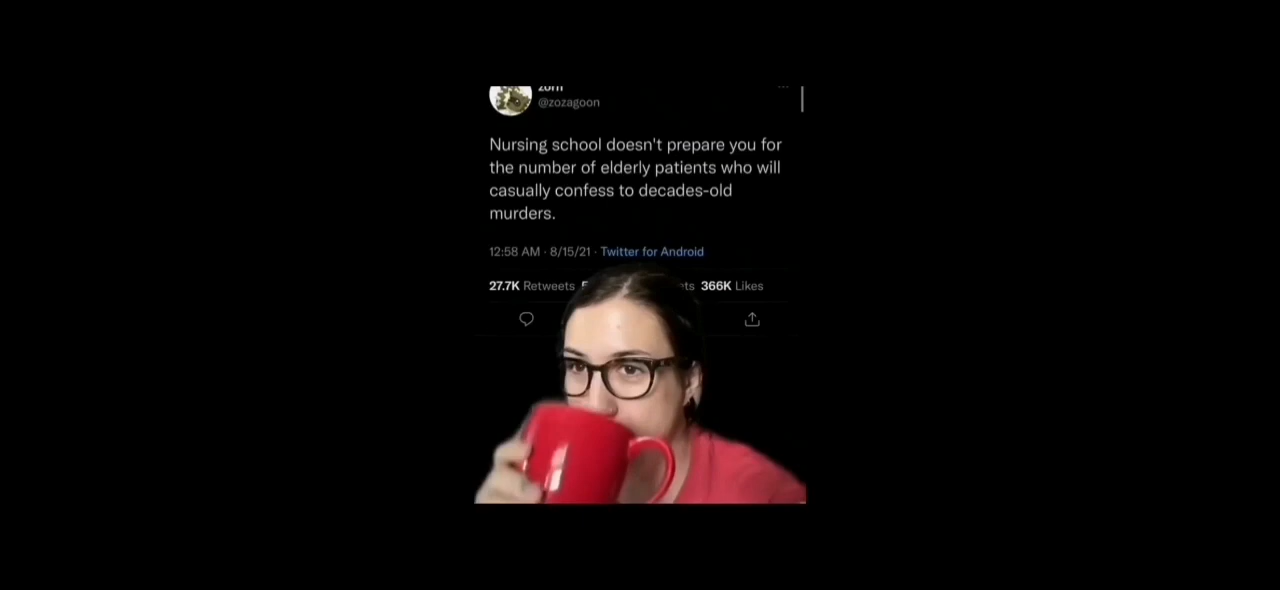 zorn
@zozagoon
Nursing school doesn't prepare you for
the number of elderly patients who will
casually confess to decades-old
murders.
12:58 AM · 8/15/21 · Twitter for Android
27.7K Retweets 366K Likes